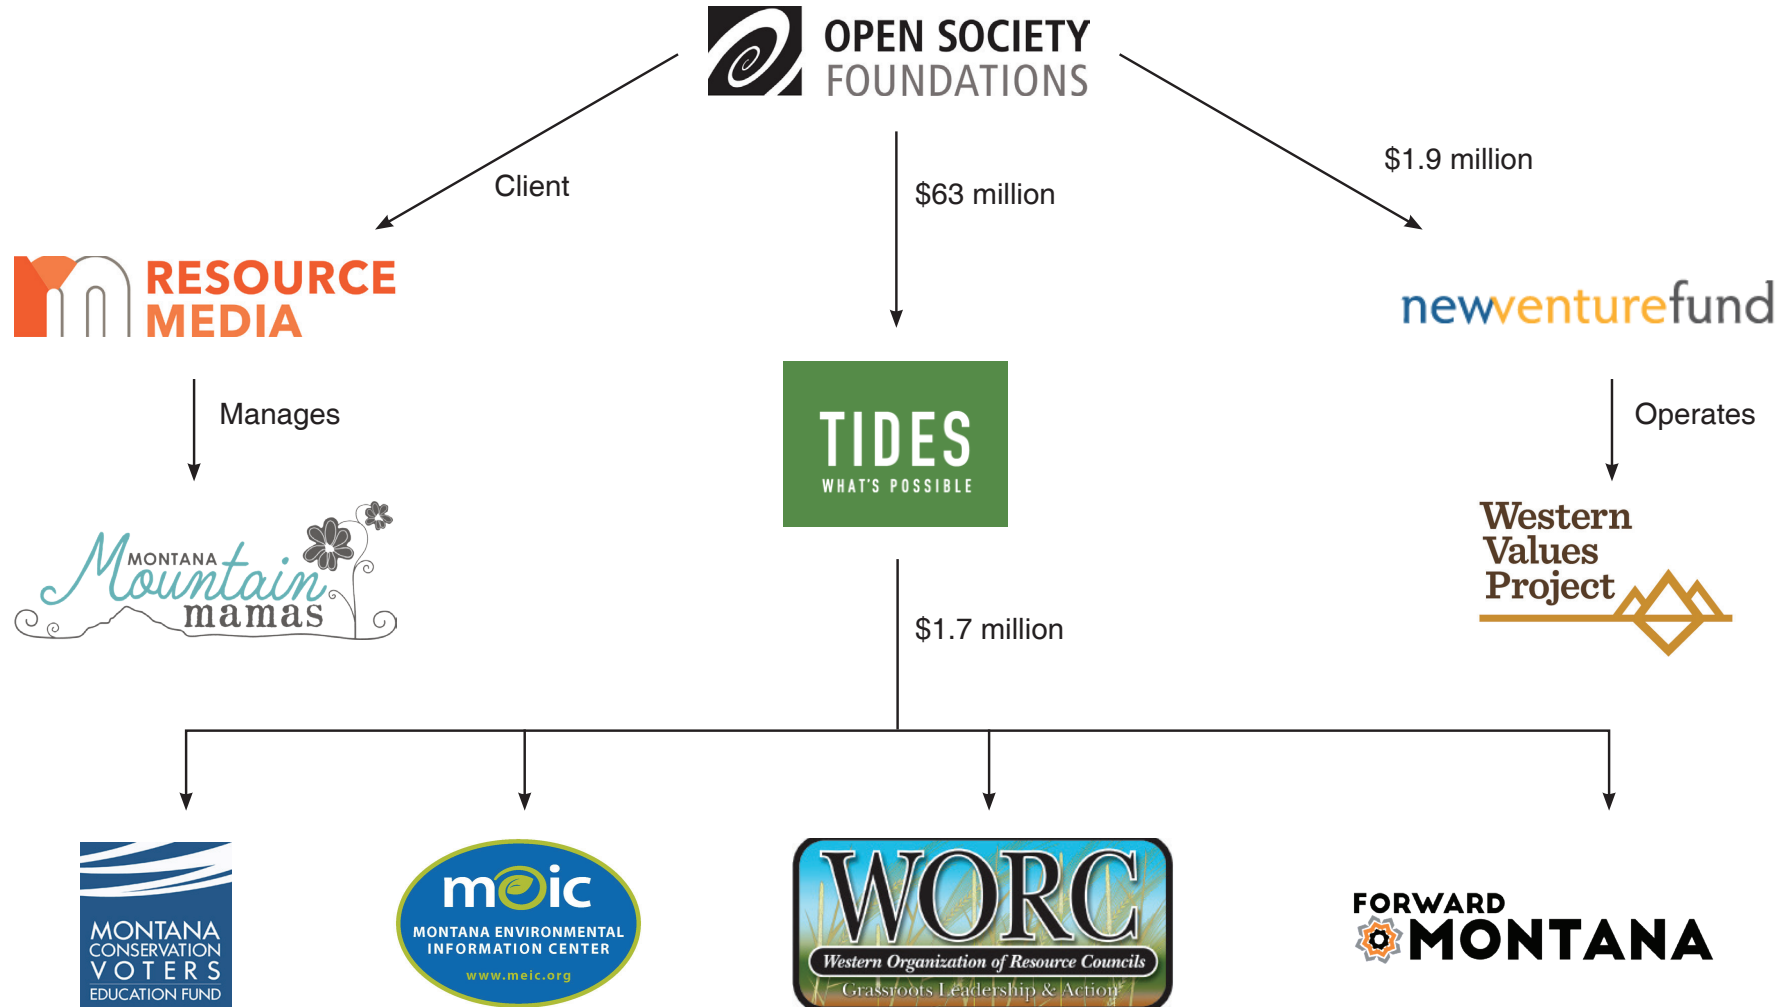 OPEN SOCIETY
FOUNDATIONS
Client
$63 million
$1.9 million
RESOURCE
MEDIA
newventurefund
Manages
TIDES
WHAT'S POSSIBLE
Operates
MONTANA
Mountain
mamas
Western
Values
Project
$1.7 million
MONTANA
CONSERVATION
VOTERS
EDUCATION FUND
meic
MONTANA ENVIRONMENTAL
INFORMATION CENTER
www.meic.org
WORC
Western Organization of Resource Councils
Grassroots Leadership & Action
FORWARD
MONTANA